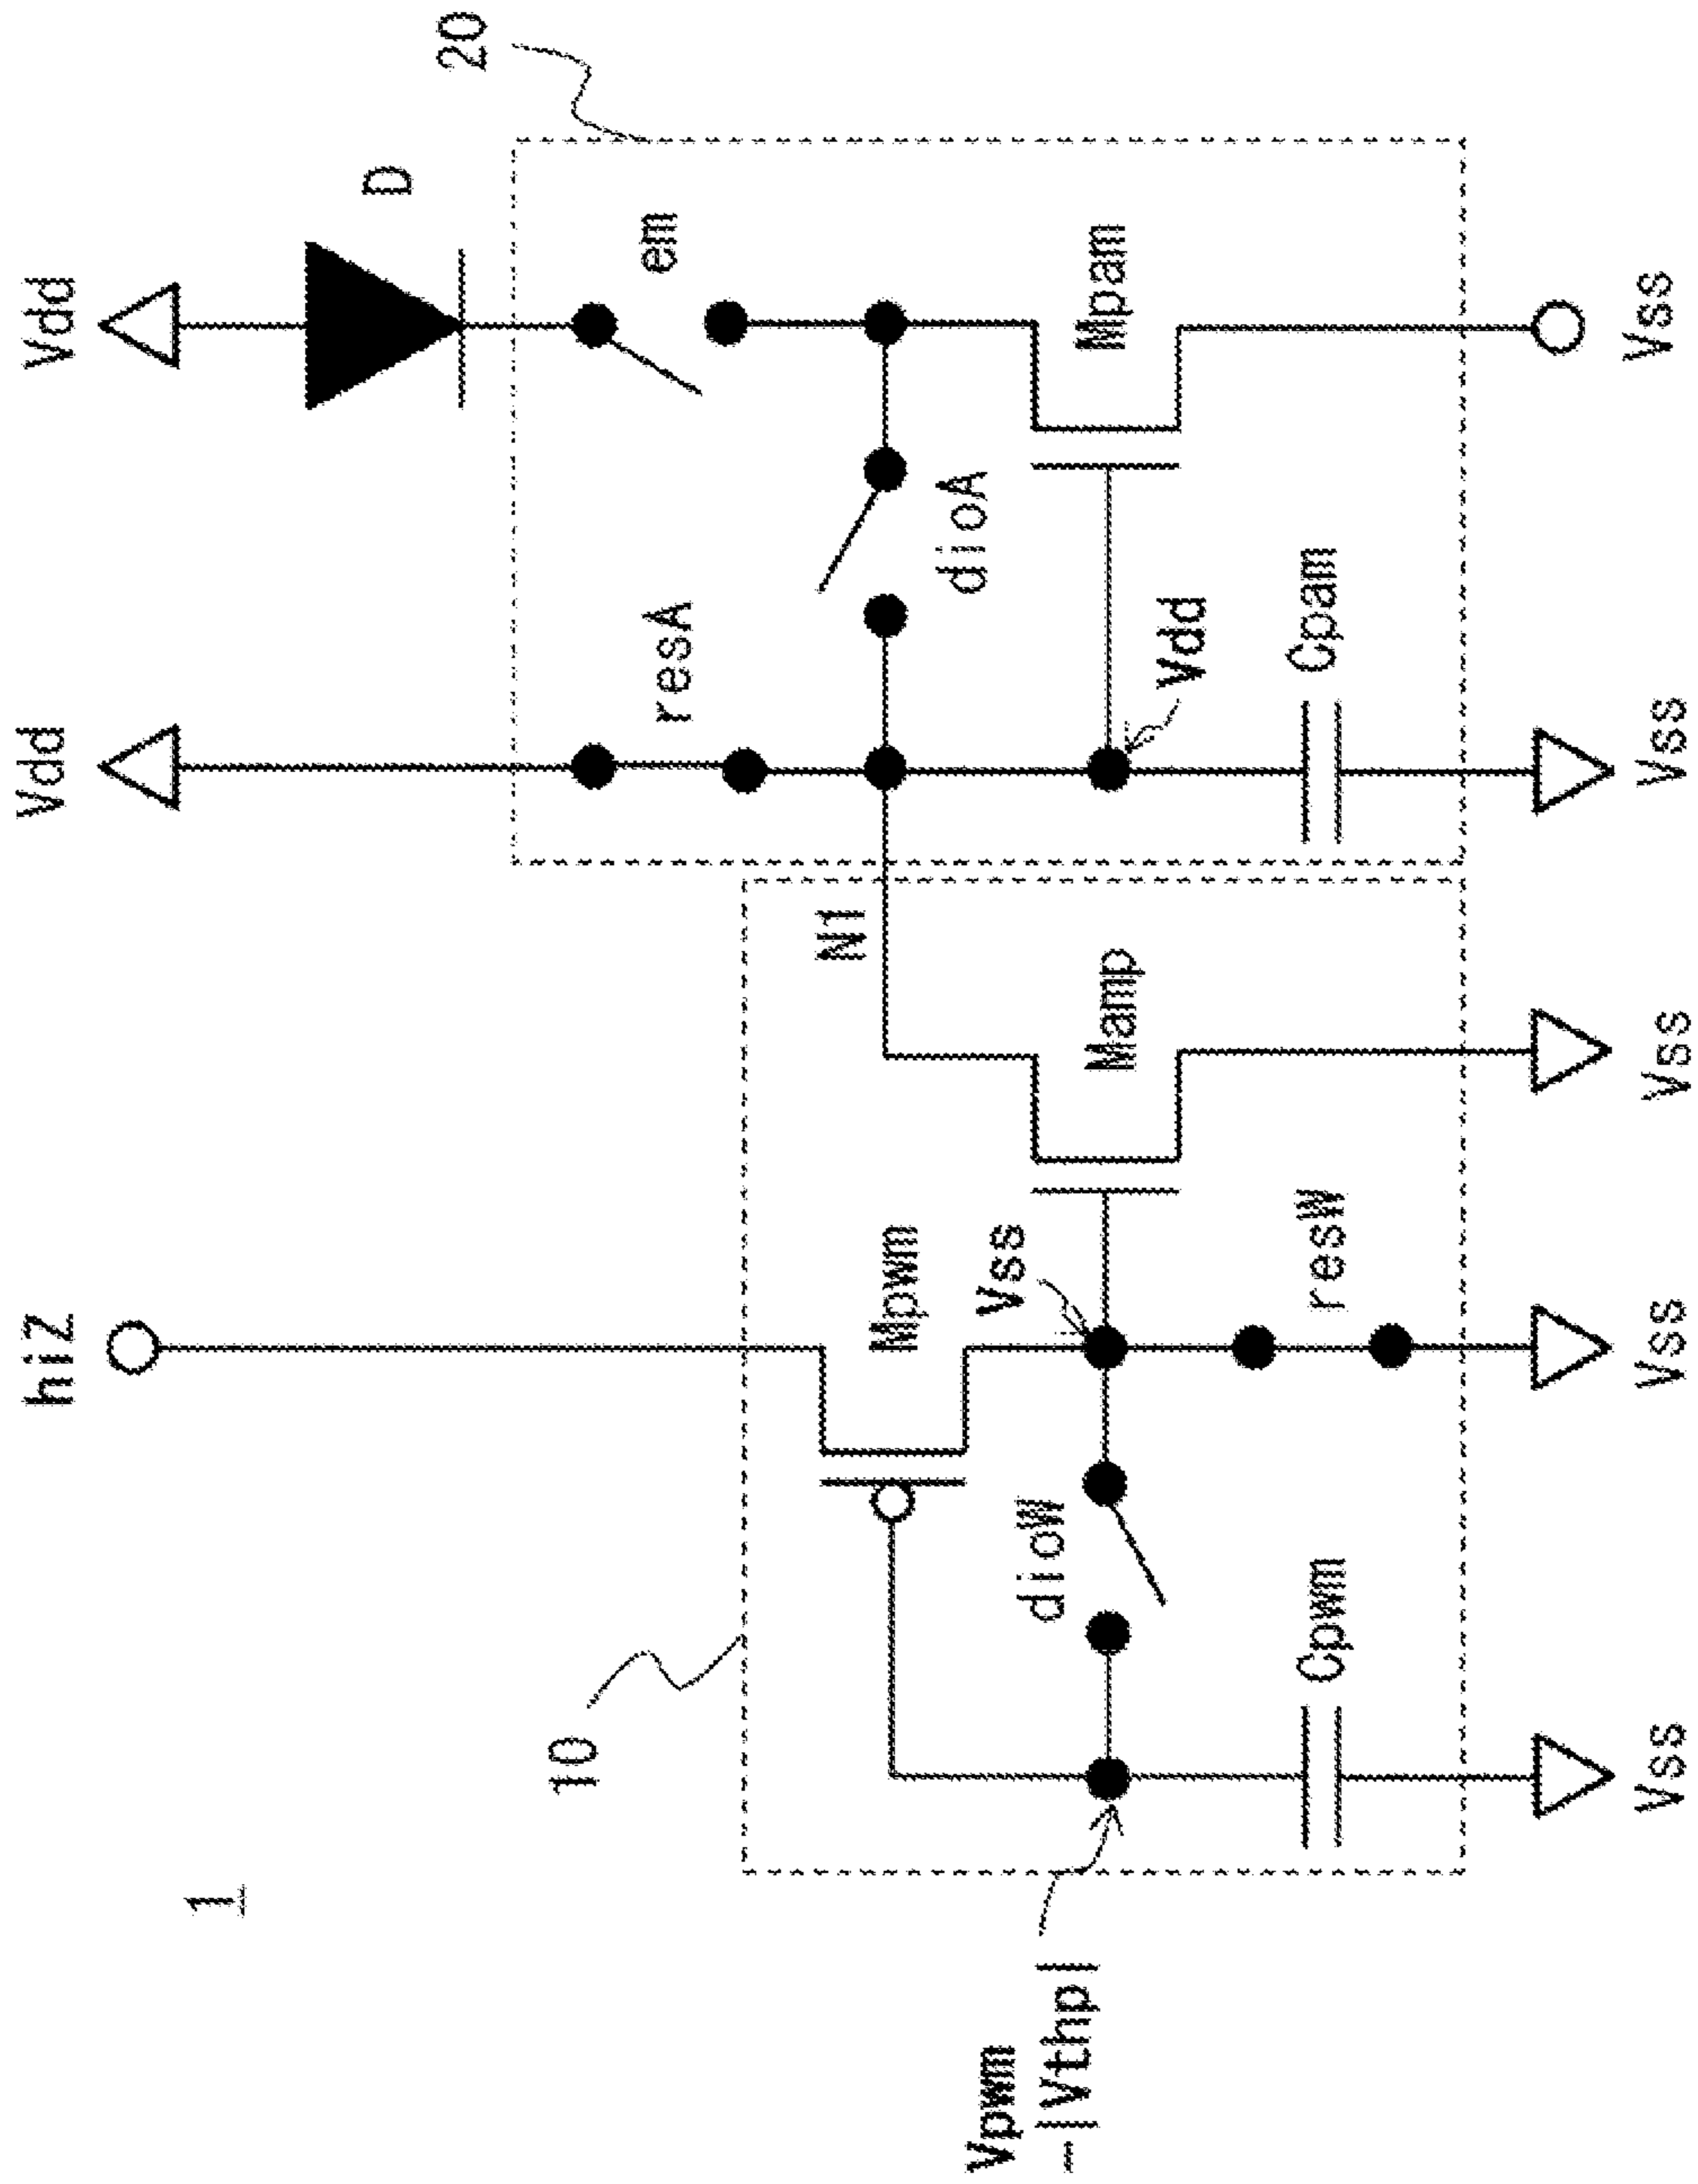 1
hiZ
Vdd
Vdd
20
D
10
resA
em
N1
dioA
Mpwm
Mpam
Vpwm
-|Vthp|
dioW
Vss
Mamp
Vdd
Cpwm
resW
Cpam
Vss
Vss
Vss
Vss
Vss